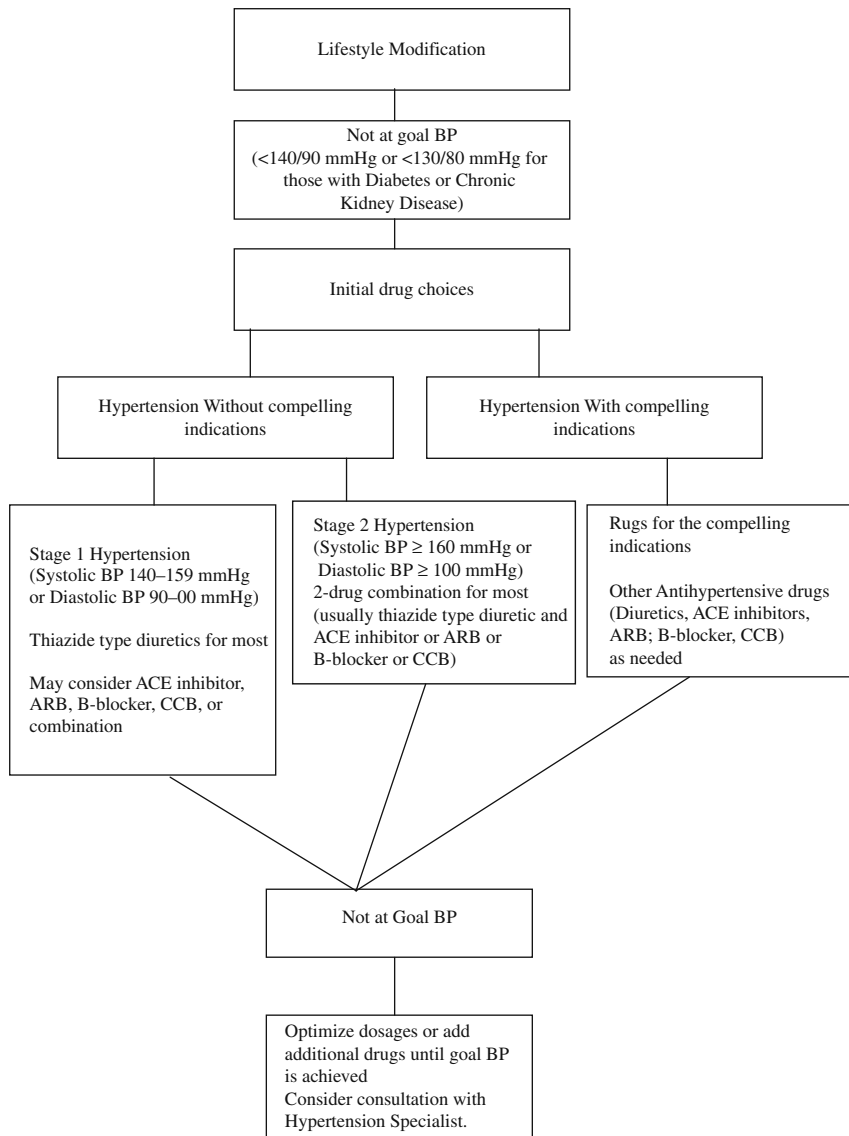 Lifestyle Modification
Not at goal BP
(<140/90 mmHg or <130/80 mmHg for
those with Diabetes or Chronic
Kidney Disease)
Initial drug choices
Hypertension Without compelling
indications
Hypertension With compelling
indications
Stage 1 Hypertension
(Systolic BP 140–159 mmHg
or Diastolic BP 90–00 mmHg)
Thiazide type diuretics for most
May consider ACE inhibitor,
ARB, B-blocker, CCB, or
combination
Stage 2 Hypertension
(Systolic BP ≥ 160 mmHg or
Diastolic BP ≥ 100 mmHg)
2-drug combination for most
(usually thiazide type diuretic and
ACE inhibitor or ARB or
B-blocker or CCB)
Rugs for the compelling
indications
Other Antihypertensive drugs
(Diuretics, ACE inhibitors,
ARB; B-blocker, CCB)
as needed
Not at Goal BP
Optimize dosages or add
additional drugs until goal BP
is achieved
Consider consultation with
Hypertension Specialist.